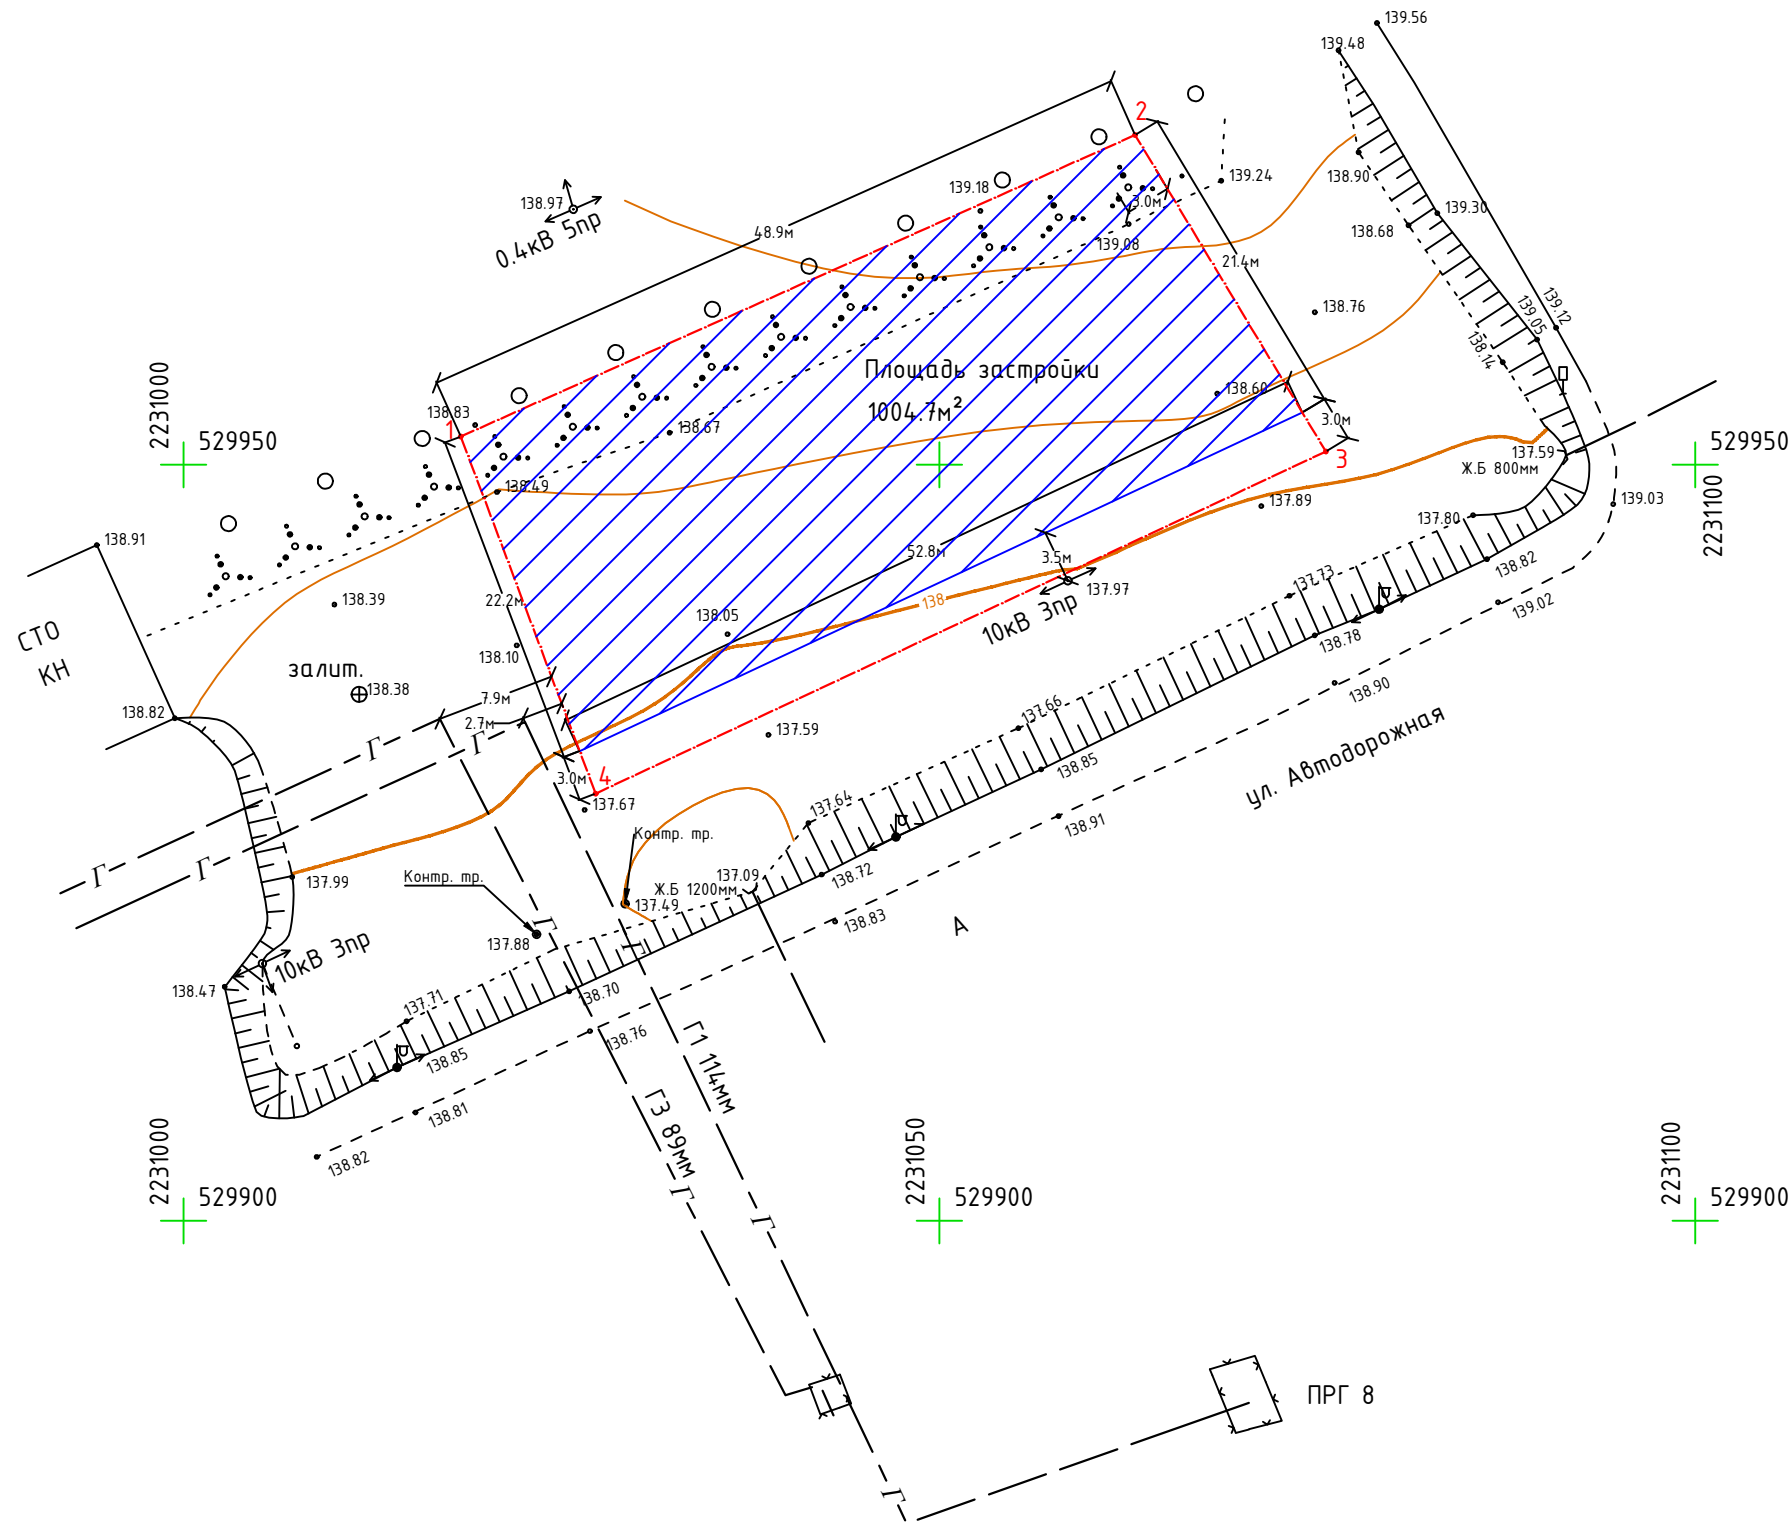 139.56
139.48
2
138.97
0.4кВ 5пр
139.18
139.24
138.90
3.0м
139.30
48.9м
139.08
138.68
21.4м
138.76
139.05
139.12
138.14
Площадь застройки
1004.7м²
138.60
3.0м
2231000
529950
138.83
1
138.67
3
137.59
Ж.Б 800мм
529950
2231100
138.49
137.89
139.03
137.80
138.91
52.8м
3.5м
138.82
СТО
КН
138.39
22.2м
138.05
138
137.97
10кВ 3пр
137.73
139.02
138.78
138.10
залит.
138.38
7.9м
2.7м
138.82
137.59
137.66
138.90
ул. Автодорожная
Г
Г
3.0м
4
137.67
138.85
137.64
138.91
Контр. тр.
Г
Г
137.99
Контр. тр.
137.09
Ж.Б 1200мм
137.49
138.72
138.83
А
Г
Г
137.88
10кВ 3пр
138.47
137.71
138.70
138.76
138.85
138.81
138.82
Г1 114мм
Г3 89мм
2231000
529900
2231050
529900
2231100
529900
Г
Г
ПРГ 8
Г